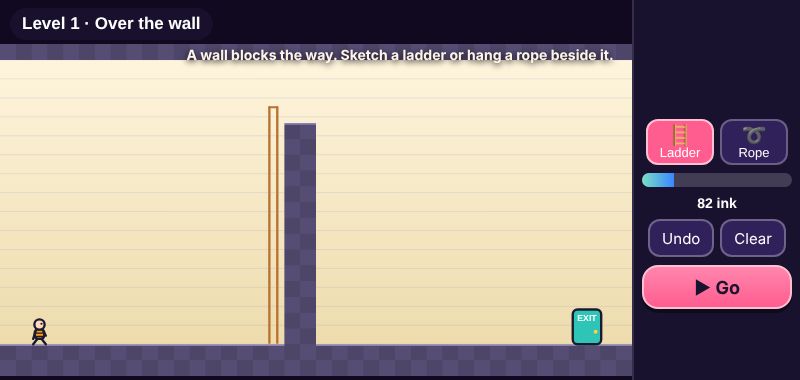 Level 1 · Over the wall
A wall blocks the way. Sketch a ladder or hang a rope beside it.
Ladder
Rope
82 ink
Undo
Clear
▶ Go
EXIT